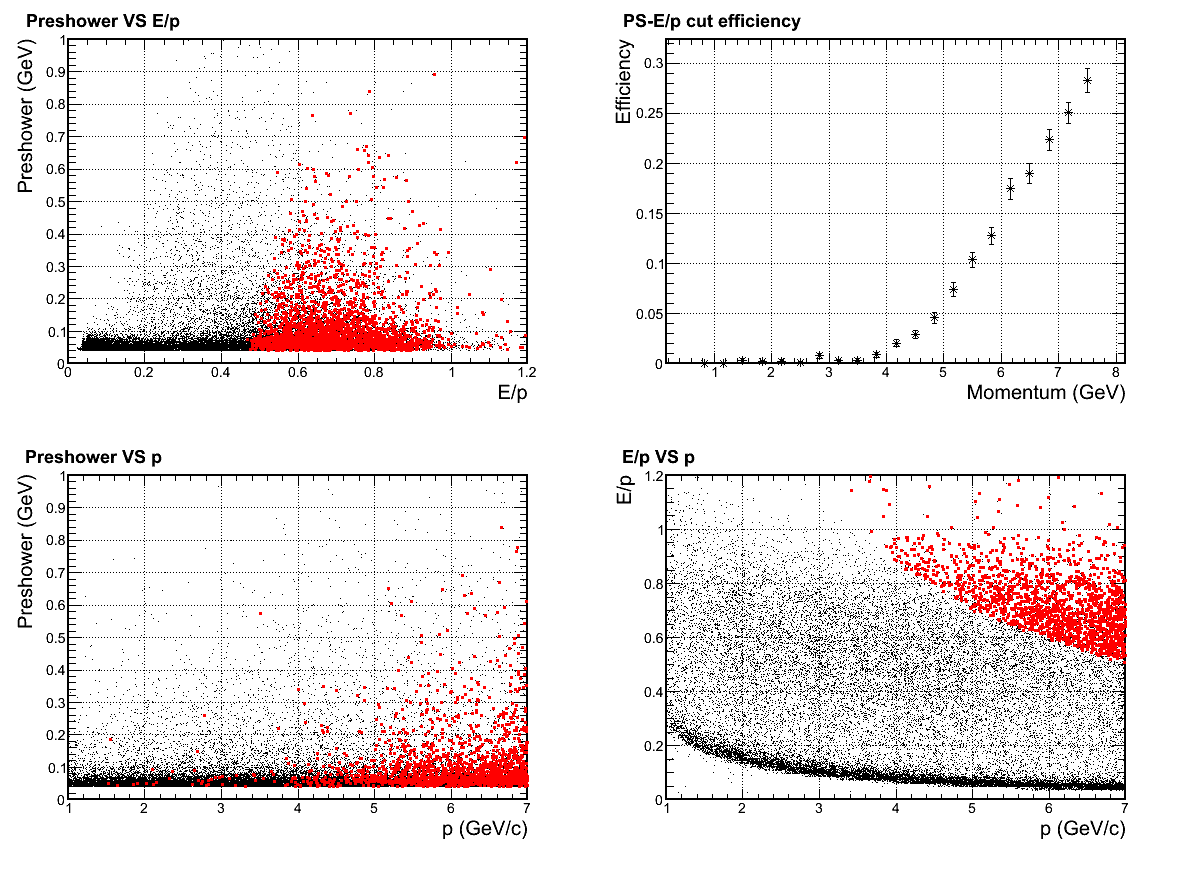 Preshower VS E/p
Preshower (GeV)
1
0.9
0.8
0.7
0.6
0.5
0.4
0.3
0.2
0.1
0
0 0.2 0.4 0.6 0.8 1 1.2
E/p
PS-E/p cut efficiency
Efficiency
0.3
0.25
0.2
0.15
0.1
0.05
0
1 2 3 4 5 6 7 8
Momentum (GeV)
Preshower VS p
Preshower (GeV)
1
0.9
0.8
0.7
0.6
0.5
0.4
0.3
0.2
0.1
0
1 2 3 4 5 6 7
p (GeV/c)
E/p VS p
E/p
1.2
1
0.8
0.6
0.4
0.2
0
1 2 3 4 5 6 7
p (GeV/c)